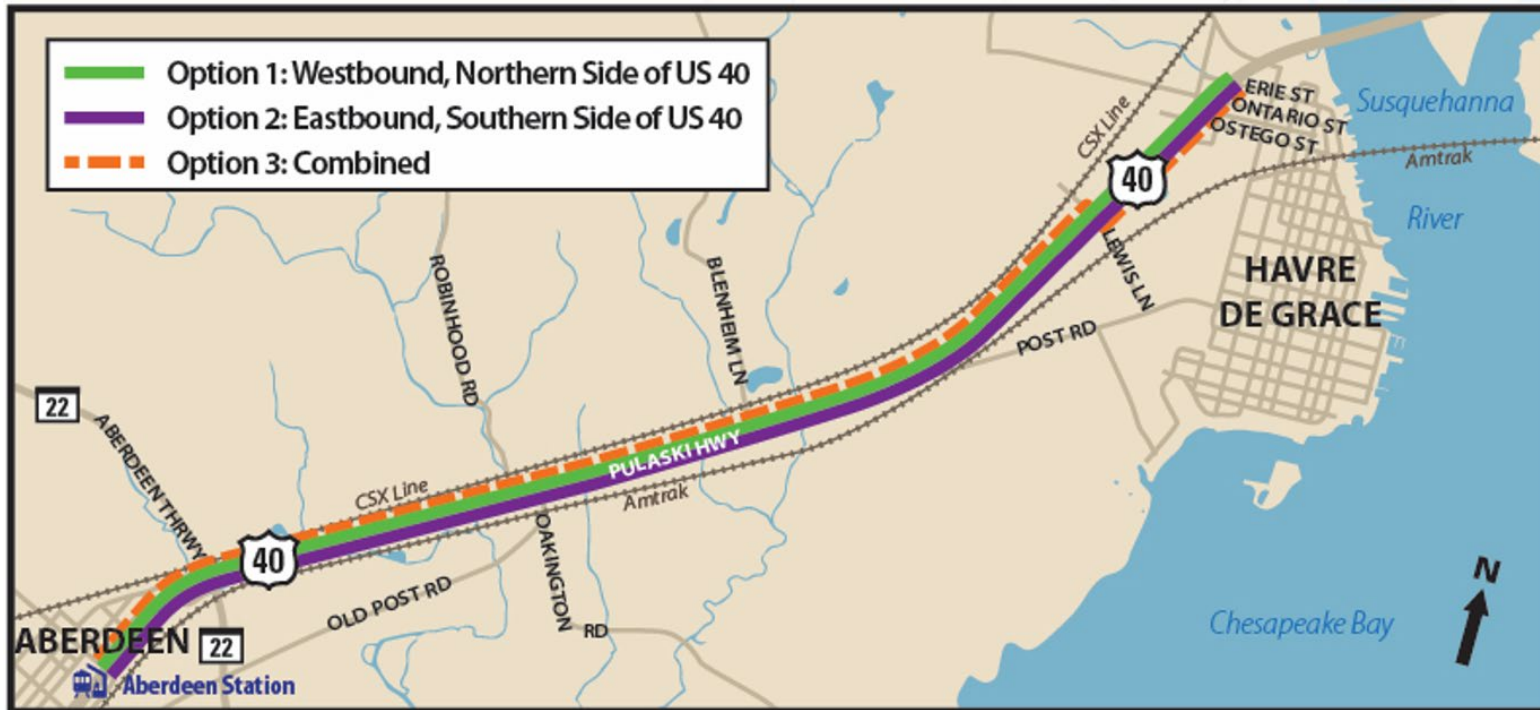 Option 1: Westbound, Northern Side of US 40
Option 2: Eastbound, Southern Side of US 40
Option 3: Combined
CSX Line
ERIE ST
ONTARIO ST
OSTEGO ST
Susquehanna
River
Amtrak
40
LEWIS LN
HAVRE
DE GRACE
POST RD
ROBINHOOD RD
BLENHEIM LN
22
ABERDEEN THRWY
PULASKI HWY
CSX Line
Amtrak
40
OAKINGTON
RD
OLD POST RD
ABERDEEN
22
Aberdeen Station
Chesapeake Bay
N